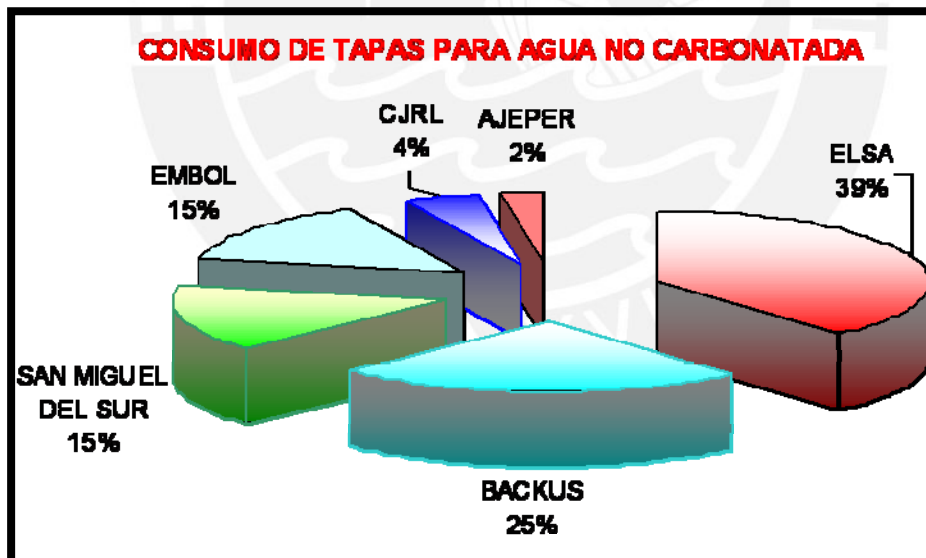 CONSUMO DE TAPAS PARA AGUA NO CARBONATADA
CJRL
4%
AJEPER
2%
ELSA
39%
EMBOL
15%
SAN MIGUEL
DEL SUR
15%
BACKUS
25%